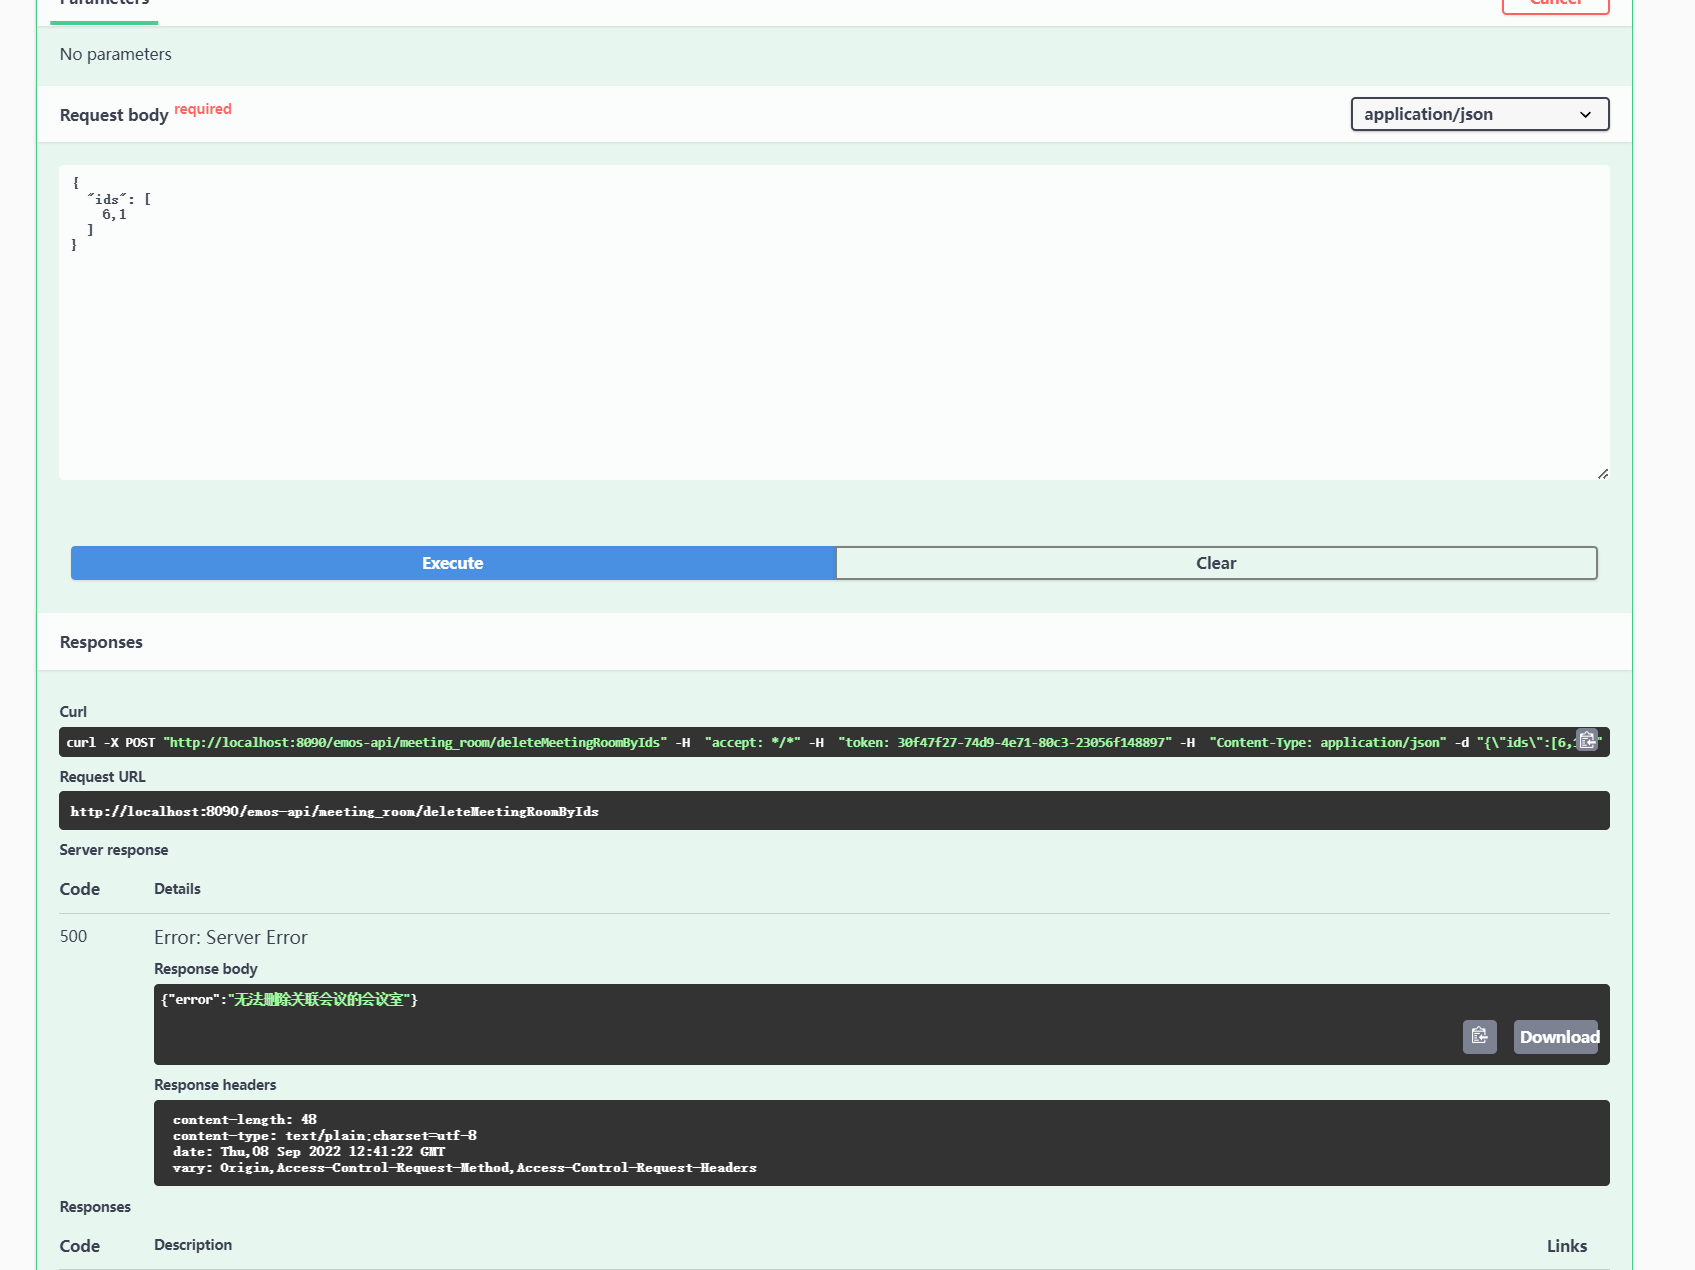 Parameters
Cancel
No parameters
Request body required
application/json
{
"ids": [
6,1
]
}
Execute
Clear
Responses
Curl
curl -X POST "http://localhost:8090/emos-api/meeting_room/deleteMeetingRoomByIds" -H  "accept: */*" -H  "token: 30f47f27-74d9-4e71-80c3-23056f148897" -H  "Content-Type: application/json" -d "{\"ids\":[6,
Request URL
http://localhost:8090/emos-api/meeting_room/deleteMeetingRoomByIds
Server response
Code
Details
500
Error: Server Error
Response body
{"error":"无法删除关联会议的会议室"}
Download
Response headers
content-length: 48
content-type: text/plain;charset=utf-8
date: Thu,08 Sep 2022 12:41:22 GMT
vary: Origin,Access-Control-Request-Method,Access-Control-Request-Headers
Responses
Code
Description
Links